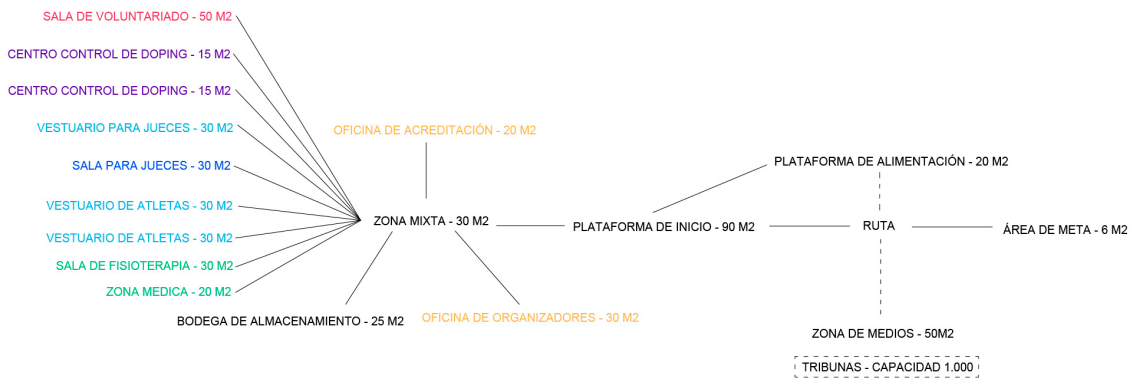 SALA DE VOLUNTARIADO - 50 M2
CENTRO CONTROL DE DOPING - 15 M2
CENTRO CONTROL DE DOPING - 15 M2
VESTUARIO PARA JUECES - 30 M2
SALA PARA JUECES - 30 M2
VESTUARIO DE ATLETAS - 30 M2
VESTUARIO DE ATLETAS - 30 M2
SALA DE FISIOTERAPIA - 30 M2
ZONA MEDICA - 20 M2
OFICINA DE ACREDITACIÓN - 20 M2
ZONA MIXTA - 30 M2
BODEGA DE ALMACENAMIENTO - 25 M2
OFICINA DE ORGANIZADORES - 30 M2
PLATAFORMA DE INICIO - 90 M2
PLATAFORMA DE ALIMENTACIÓN - 20 M2
RUTA
ÁREA DE META - 6 M2
ZONA DE MEDIOS - 50M2
TRIBUNAS - CAPACIDAD 1.000